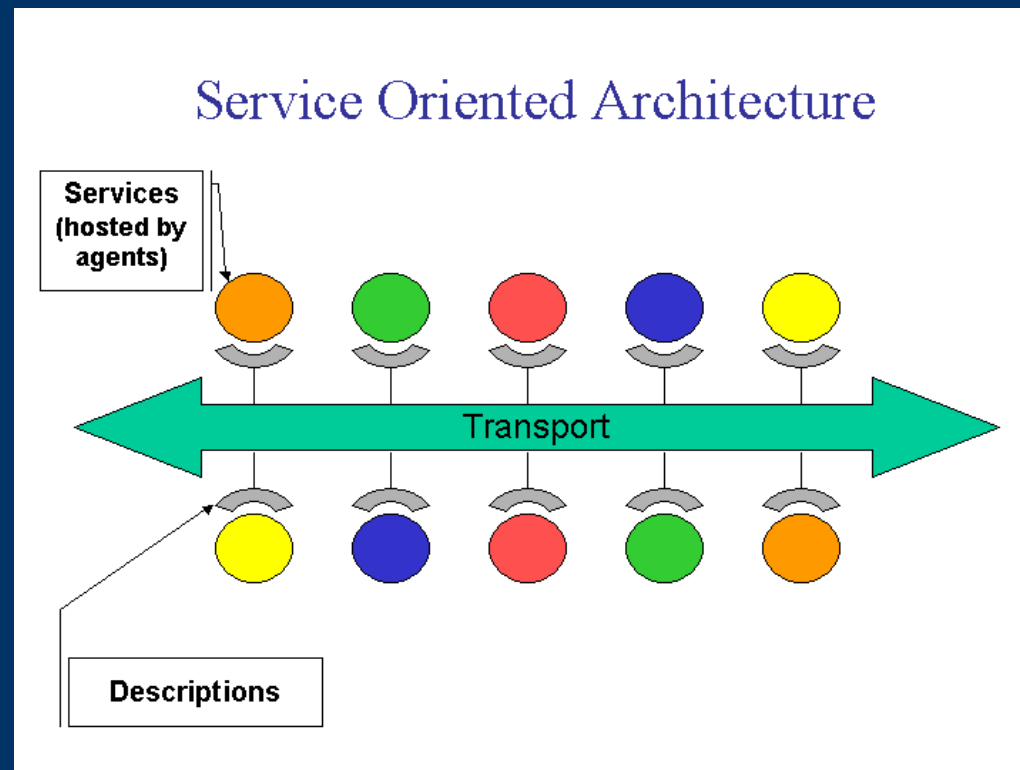 Service Oriented Architecture
Services
(hosted by
agents)
Transport
Descriptions